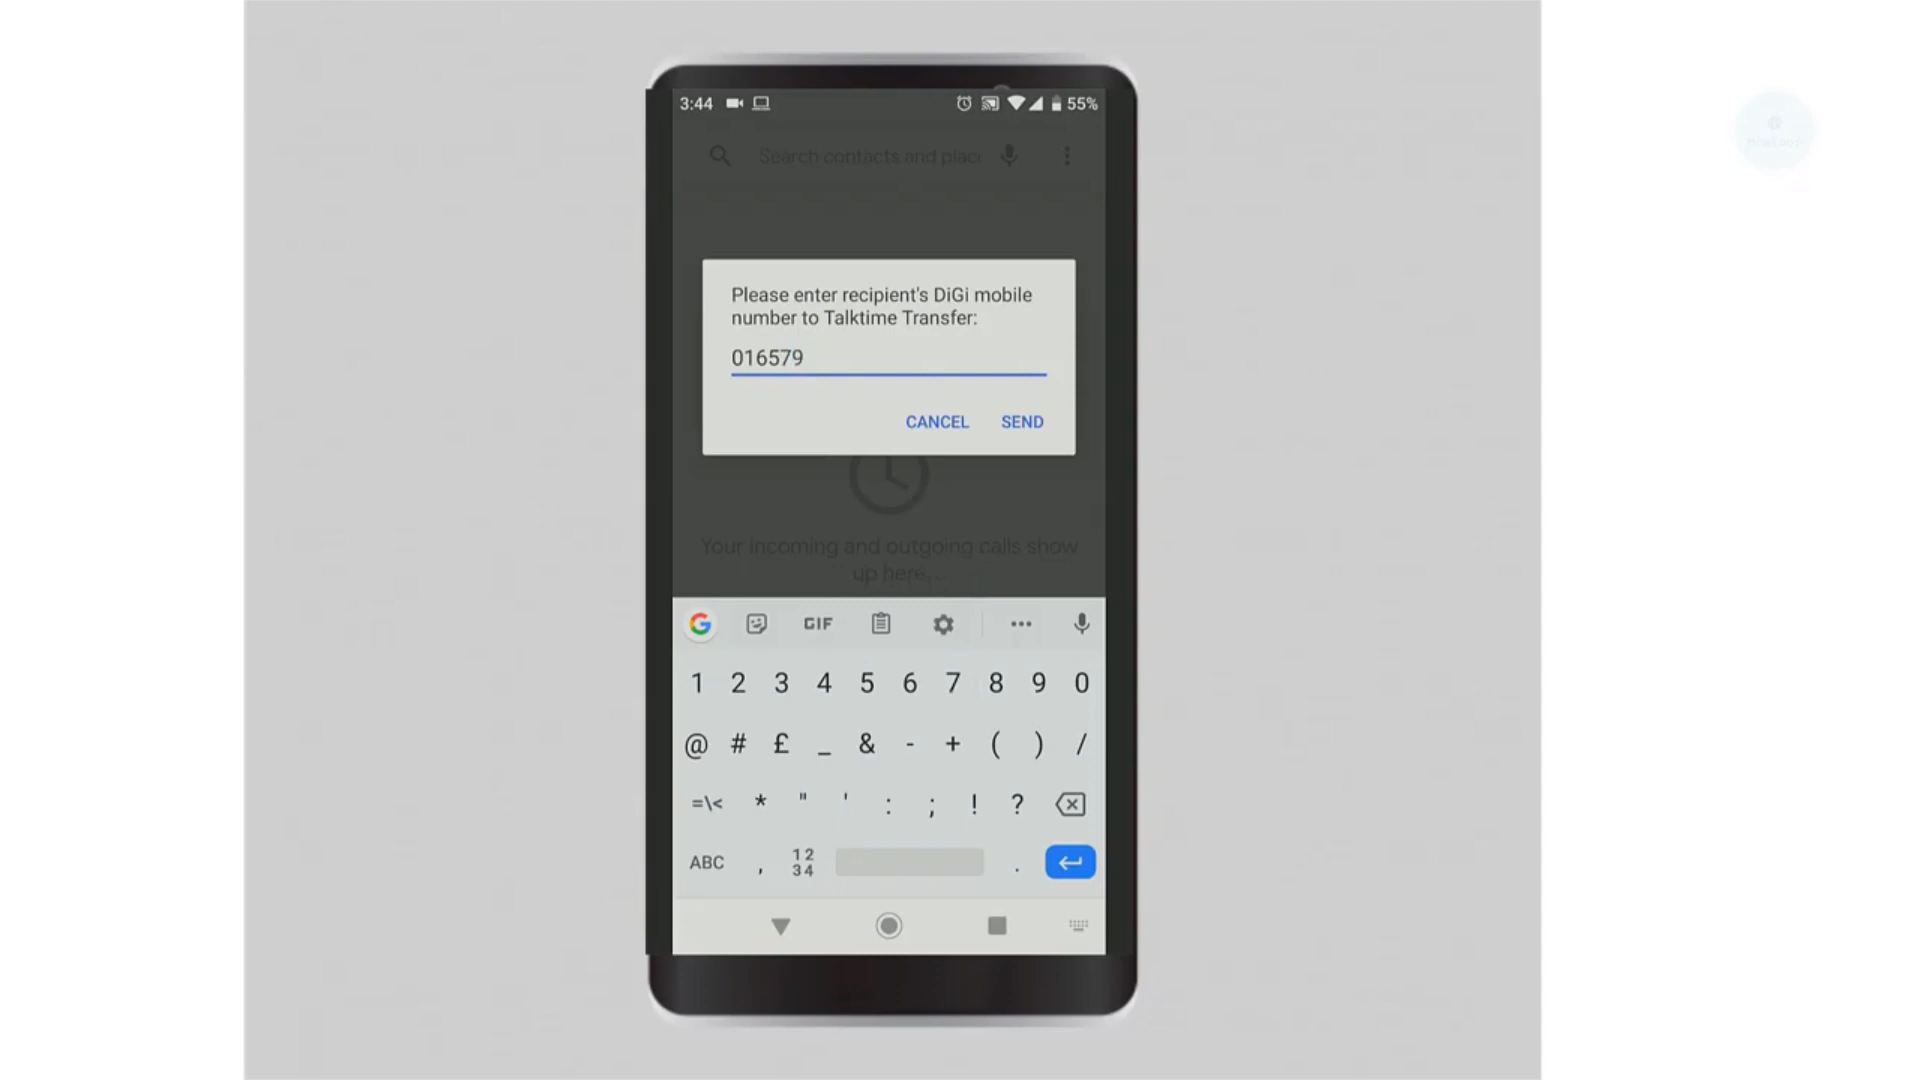 3:44
55%
Search contacts and plac
Please enter recipient's DiGi mobile
number to Talktime Transfer:
016579
CANCEL SEND
Your incoming and outgoing calls show
up here...
GIF
1 2 3 4 5 6 7 8 9 0
@ # £ _ & - + ( ) /
=\< * " ' : ; ! ?
ABC , 12 34 .